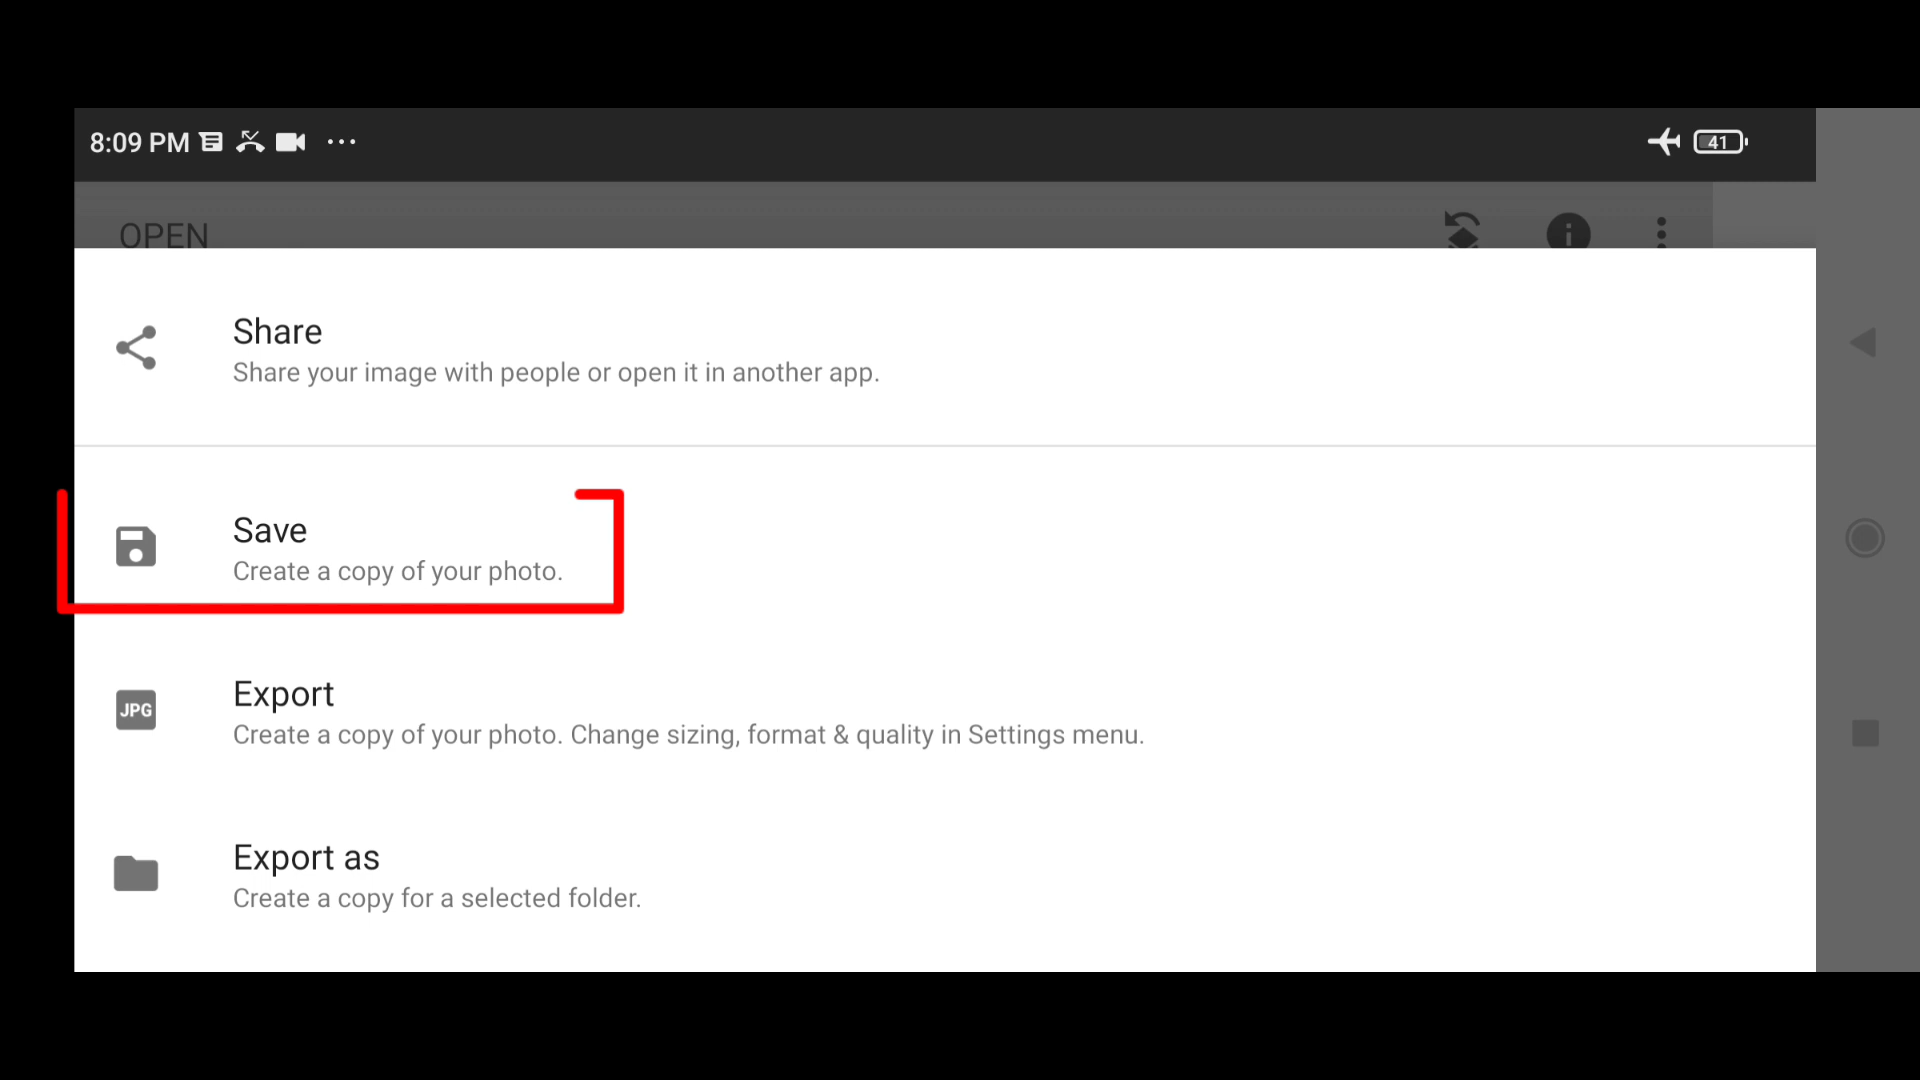 8:09 PM
41
OPEN
Share
Share your image with people or open it in another app.
Save
Create a copy of your photo.
JPG
Export
Create a copy of your photo. Change sizing, format & quality in Settings menu.
Export as
Create a copy for a selected folder.